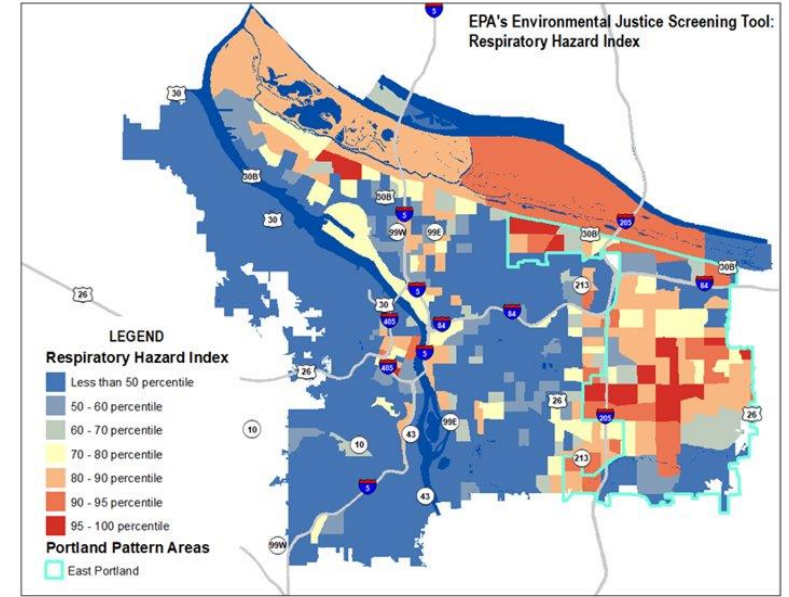 EPA's Environmental Justice Screening Tool:
Respiratory Hazard Index
5
30
30B
30
30B
5
99W
99E
205
30B
30B
26
213
84
5
30
405
84
84
5
405
26
26
205
26
10
10
43
99E
213
5
43
99W
LEGEND
Respiratory Hazard Index
Less than 50 percentile
50 - 60 percentile
60 - 70 percentile
70 - 80 percentile
80 - 90 percentile
90 - 95 percentile
95 - 100 percentile
Portland Pattern Areas
East Portland